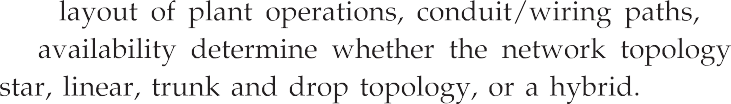 layout of plant operations, conduit/wiring paths,
availability determine whether the network topology
star, linear, trunk and drop topology, or a hybrid.